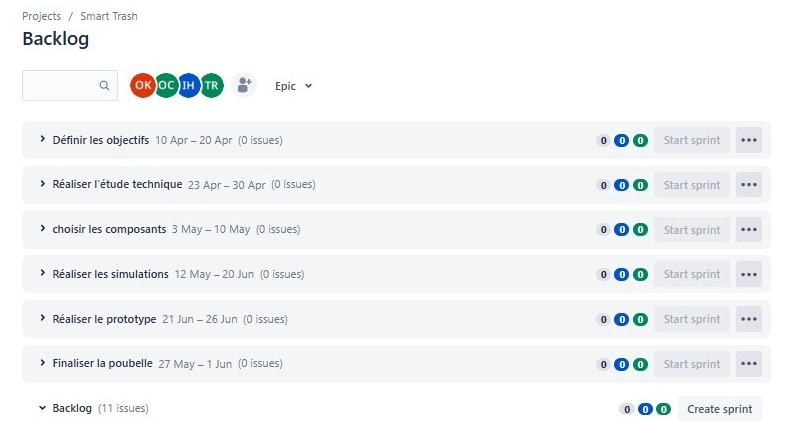 Projects / Smart Trash
Backlog
OK OC IH TR Epic
Définir les objectifs 10 Apr – 20 Apr (0 issues) 0 0 0 Start sprint
Réaliser l'étude technique 23 Apr – 30 Apr (0 issues) 0 0 0 Start sprint
choisir les composants 3 May – 10 May (0 issues) 0 0 0 Start sprint
Réaliser les simulations 12 May – 20 Jun (0 issues) 0 0 0 Start sprint
Réaliser le prototype 21 Jun – 26 Jun (0 issues) 0 0 0 Start sprint
Finaliser la poubelle 27 May – 1 Jun (0 issues) 0 0 0 Start sprint
Backlog (11 issues) 0 0 0 Create sprint